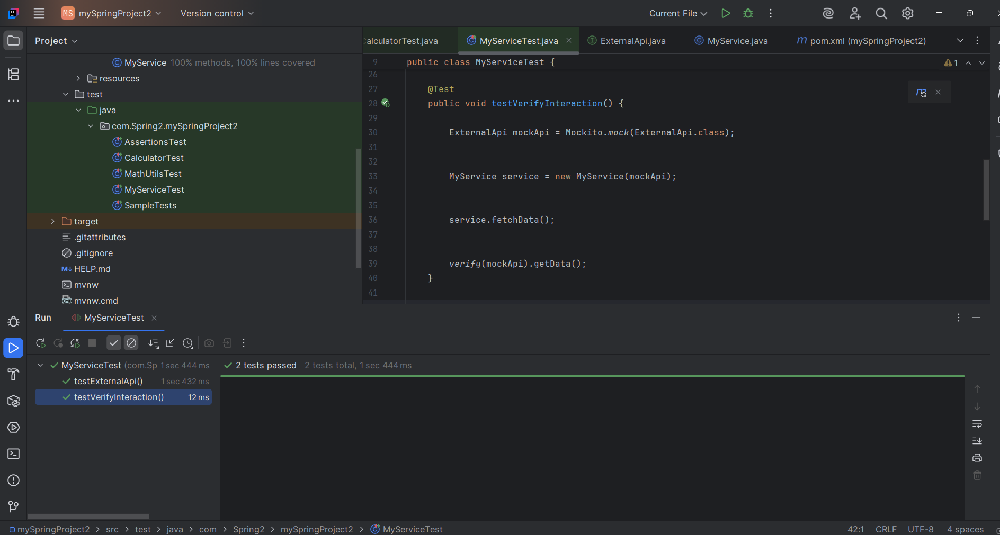 MS mySpringProject2 Version control Current File
Project
MyService 100% methods, 100% lines covered
resources
test
java
com.Spring2.mySpringProject2
AssertionsTest
CalculatorTest
MathUtilsTest
MyServiceTest
SampleTests
target
.gitattributes
.gitignore
M↓ HELP.md
mvnw
mvnw.cmd
alculatorTest.java MyServiceTest.java ExternalApi.java MyService.java m pom.xml (mySpringProject2)
9 public class MyServiceTest {
1
26
27 @Test
28 public void testVerifyInteraction() {
29
30 ExternalApi mockApi = Mockito.mock(ExternalApi.class);
31
32
33 MyService service = new MyService(mockApi);
34
35
36 service.fetchData();
37
38
39 verify(mockApi).getData();
40 }
41
Run MyServiceTest
MyServiceTest (com.Sp 1 sec 444 ms
testExternalApi() 1 sec 432 ms
testVerifyInteraction() 12 ms
2 tests passed 2 tests total, 1 sec 444 ms
mySpringProject2 > src > test > java > com > Spring2 > mySpringProject2 > MyServiceTest
42:1 CRLF UTF-8 4 spaces